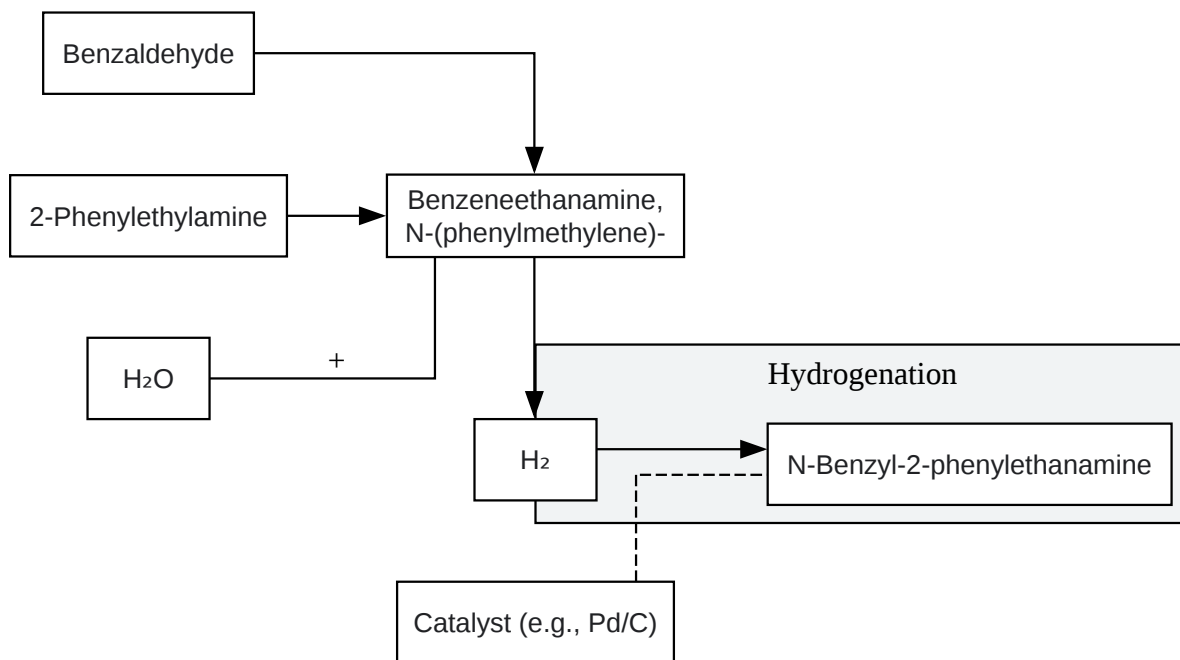 Benzaldehyde
2-Phenylethylamine
Benzeneethanamine,
N-(phenylmethylene)-
H₂O
+
Hydrogenation
H₂
N-Benzyl-2-phenylethanamine
Catalyst (e.g., Pd/C)